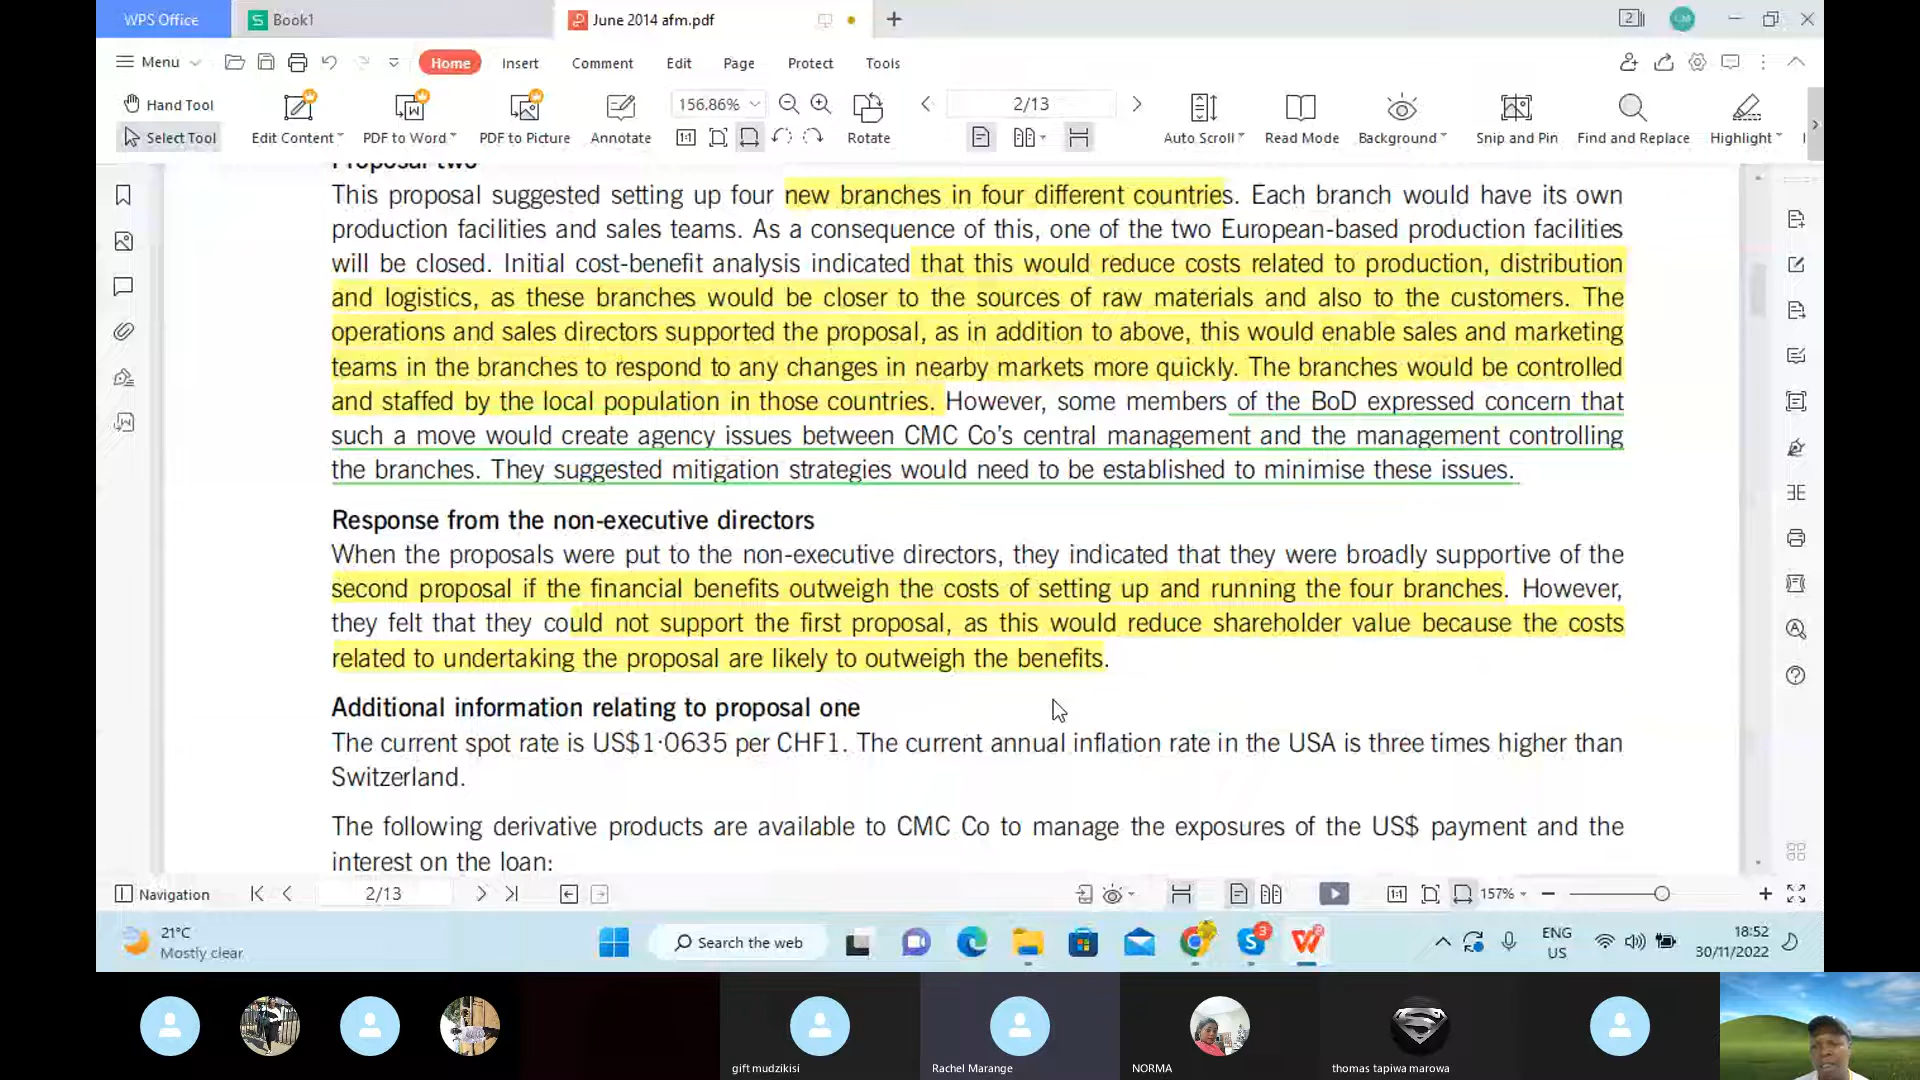 WPS Office
Book1
June 2014 afm.pdf
2
CM
Menu
Home
Insert
Comment
Edit
Page
Protect
Tools
Hand Tool
Select Tool
Edit Content
PDF to Word
PDF to Picture
Annotate
156.86%
2/13
Rotate
Auto Scroll
Read Mode
Background
Snip and Pin
Find and Replace
Highlight
Proposal two
This proposal suggested setting up four new branches in four different countries. Each branch would have its own
production facilities and sales teams. As a consequence of this, one of the two European-based production facilities
will be closed. Initial cost-benefit analysis indicated that this would reduce costs related to production, distribution
and logistics, as these branches would be closer to the sources of raw materials and also to the customers. The
operations and sales directors supported the proposal, as in addition to above, this would enable sales and marketing
teams in the branches to respond to any changes in nearby markets more quickly. The branches would be controlled
and staffed by the local population in those countries. However, some members of the BoD expressed concern that
such a move would create agency issues between CMC Co's central management and the management controlling
the branches. They suggested mitigation strategies would need to be established to minimise these issues.
Response from the non-executive directors
When the proposals were put to the non-executive directors, they indicated that they were broadly supportive of the
second proposal if the financial benefits outweigh the costs of setting up and running the four branches. However,
they felt that they could not support the first proposal, as this would reduce shareholder value because the costs
related to undertaking the proposal are likely to outweigh the benefits.
Additional information relating to proposal one
The current spot rate is US$1·0635 per CHF1. The current annual inflation rate in the USA is three times higher than
Switzerland.
The following derivative products are available to CMC Co to manage the exposures of the US$ payment and the
interest on the loan:
Navigation
2/13
157%
21°C
Mostly clear
Search the web
3
ENG
US
18:52
30/11/2022
gift mudzikisi
Rachel Marange
NORMA
thomas tapiwa marowa